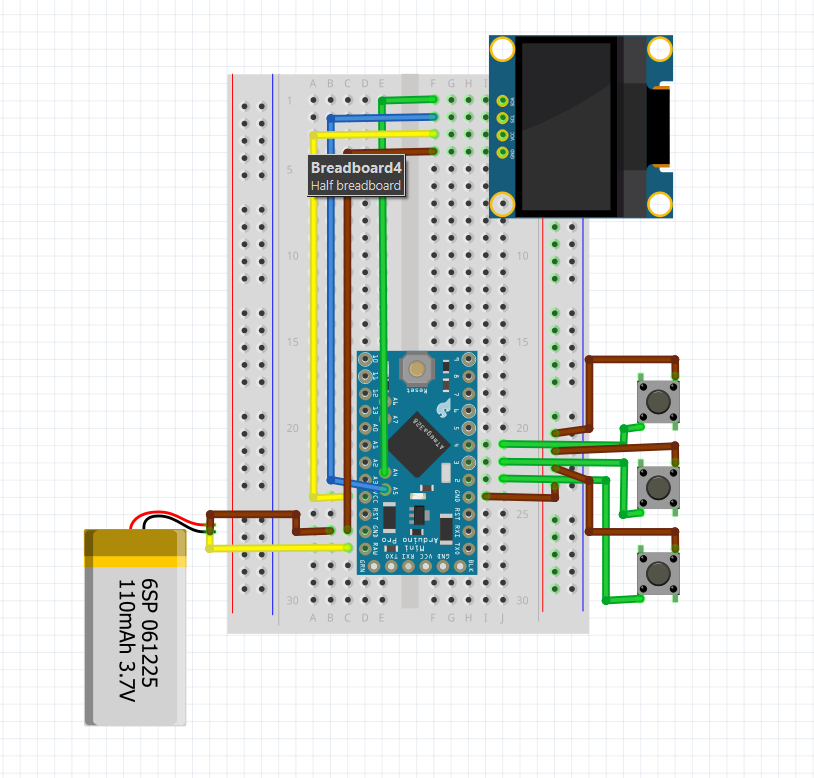 SDA
SCL
VCC
GND
A B C D E F G H I
1
Breadboard4
Half breadboard
5
10 10
15 15
20 20
25 25
30 30
A B C D E F G H I J
10 9
11 8
12 7
13 6
A0 5
A1 4
A2 3
A3 2
VCC GND
RST RST
GND RXI
RAW TXO
A6
A7
A4
A5
Reset
ATmega328
Arduino
Pro Mini
GRN TXO RXI VCC GND GND BLK
6SP 061225
110mAh 3.7V